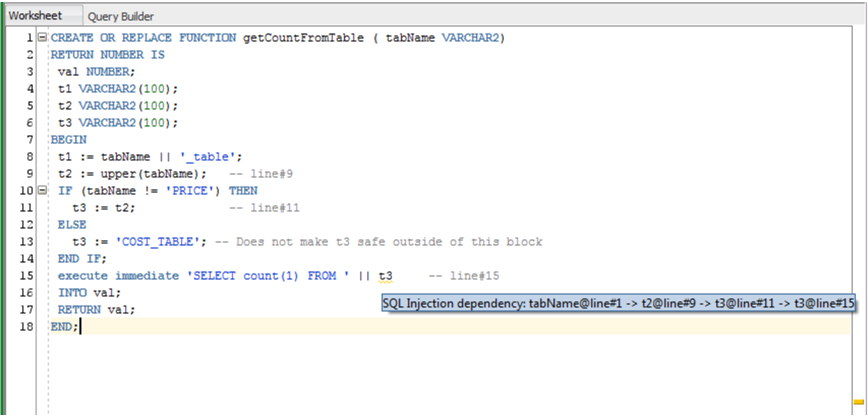 Worksheet Query Builder
1 CREATE OR REPLACE FUNCTION getCountFromTable ( tabName VARCHAR2)
2 RETURN NUMBER IS
3 val NUMBER;
4 t1 VARCHAR2(100);
5 t2 VARCHAR2(100);
6 t3 VARCHAR2(100);
7 BEGIN
8 t1 := tabName || '_table';
9 t2 := upper(tabName); -- line#9
10 IF (tabName != 'PRICE') THEN
11 t3 := t2; -- line#11
12 ELSE
13 t3 := 'COST_TABLE'; -- Does not make t3 safe outside of this block
14 END IF;
15 execute immediate 'SELECT count(1) FROM ' || t3 -- line#15
16 INTO val;
SQL Injection dependency: tabName@line#1 -> t2@line#9 -> t3@line#11 -> t3@line#15
17 RETURN val;
18 END;